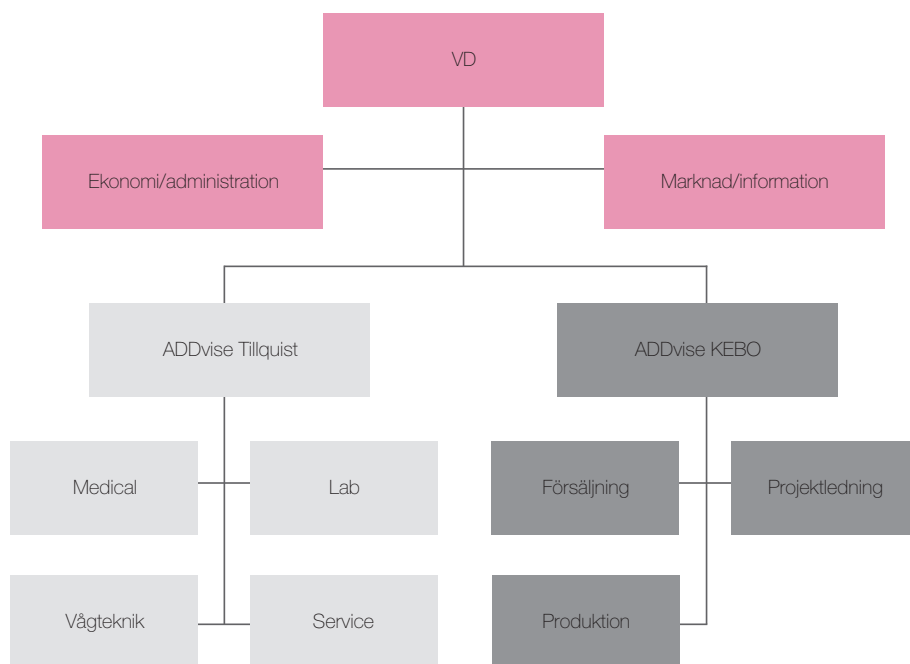 VD
Ekonomi/administration
Marknad/information
ADDvise Tillquist
ADDvise KEBO
Medical
Lab
Försäljning
Projektledning
Vågteknik
Service
Produktion